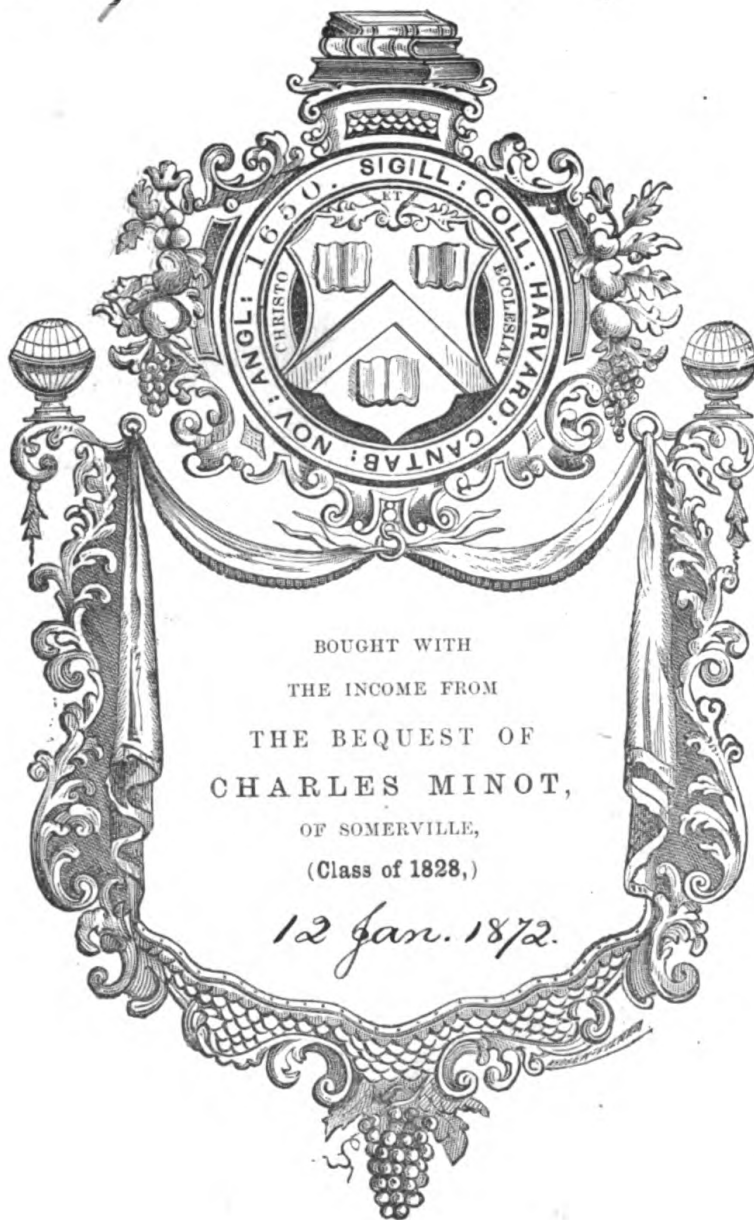 SIGILL: COLL: HARVARD: CANTAB: NOV: ANGL: 1650.
ET
CHRISTO
ECCLESIAE
BOUGHT WITH
THE INCOME FROM
THE BEQUEST OF
CHARLES MINOT,
OF SOMERVILLE,
(Class of 1828,)
12 Jan. 1872.